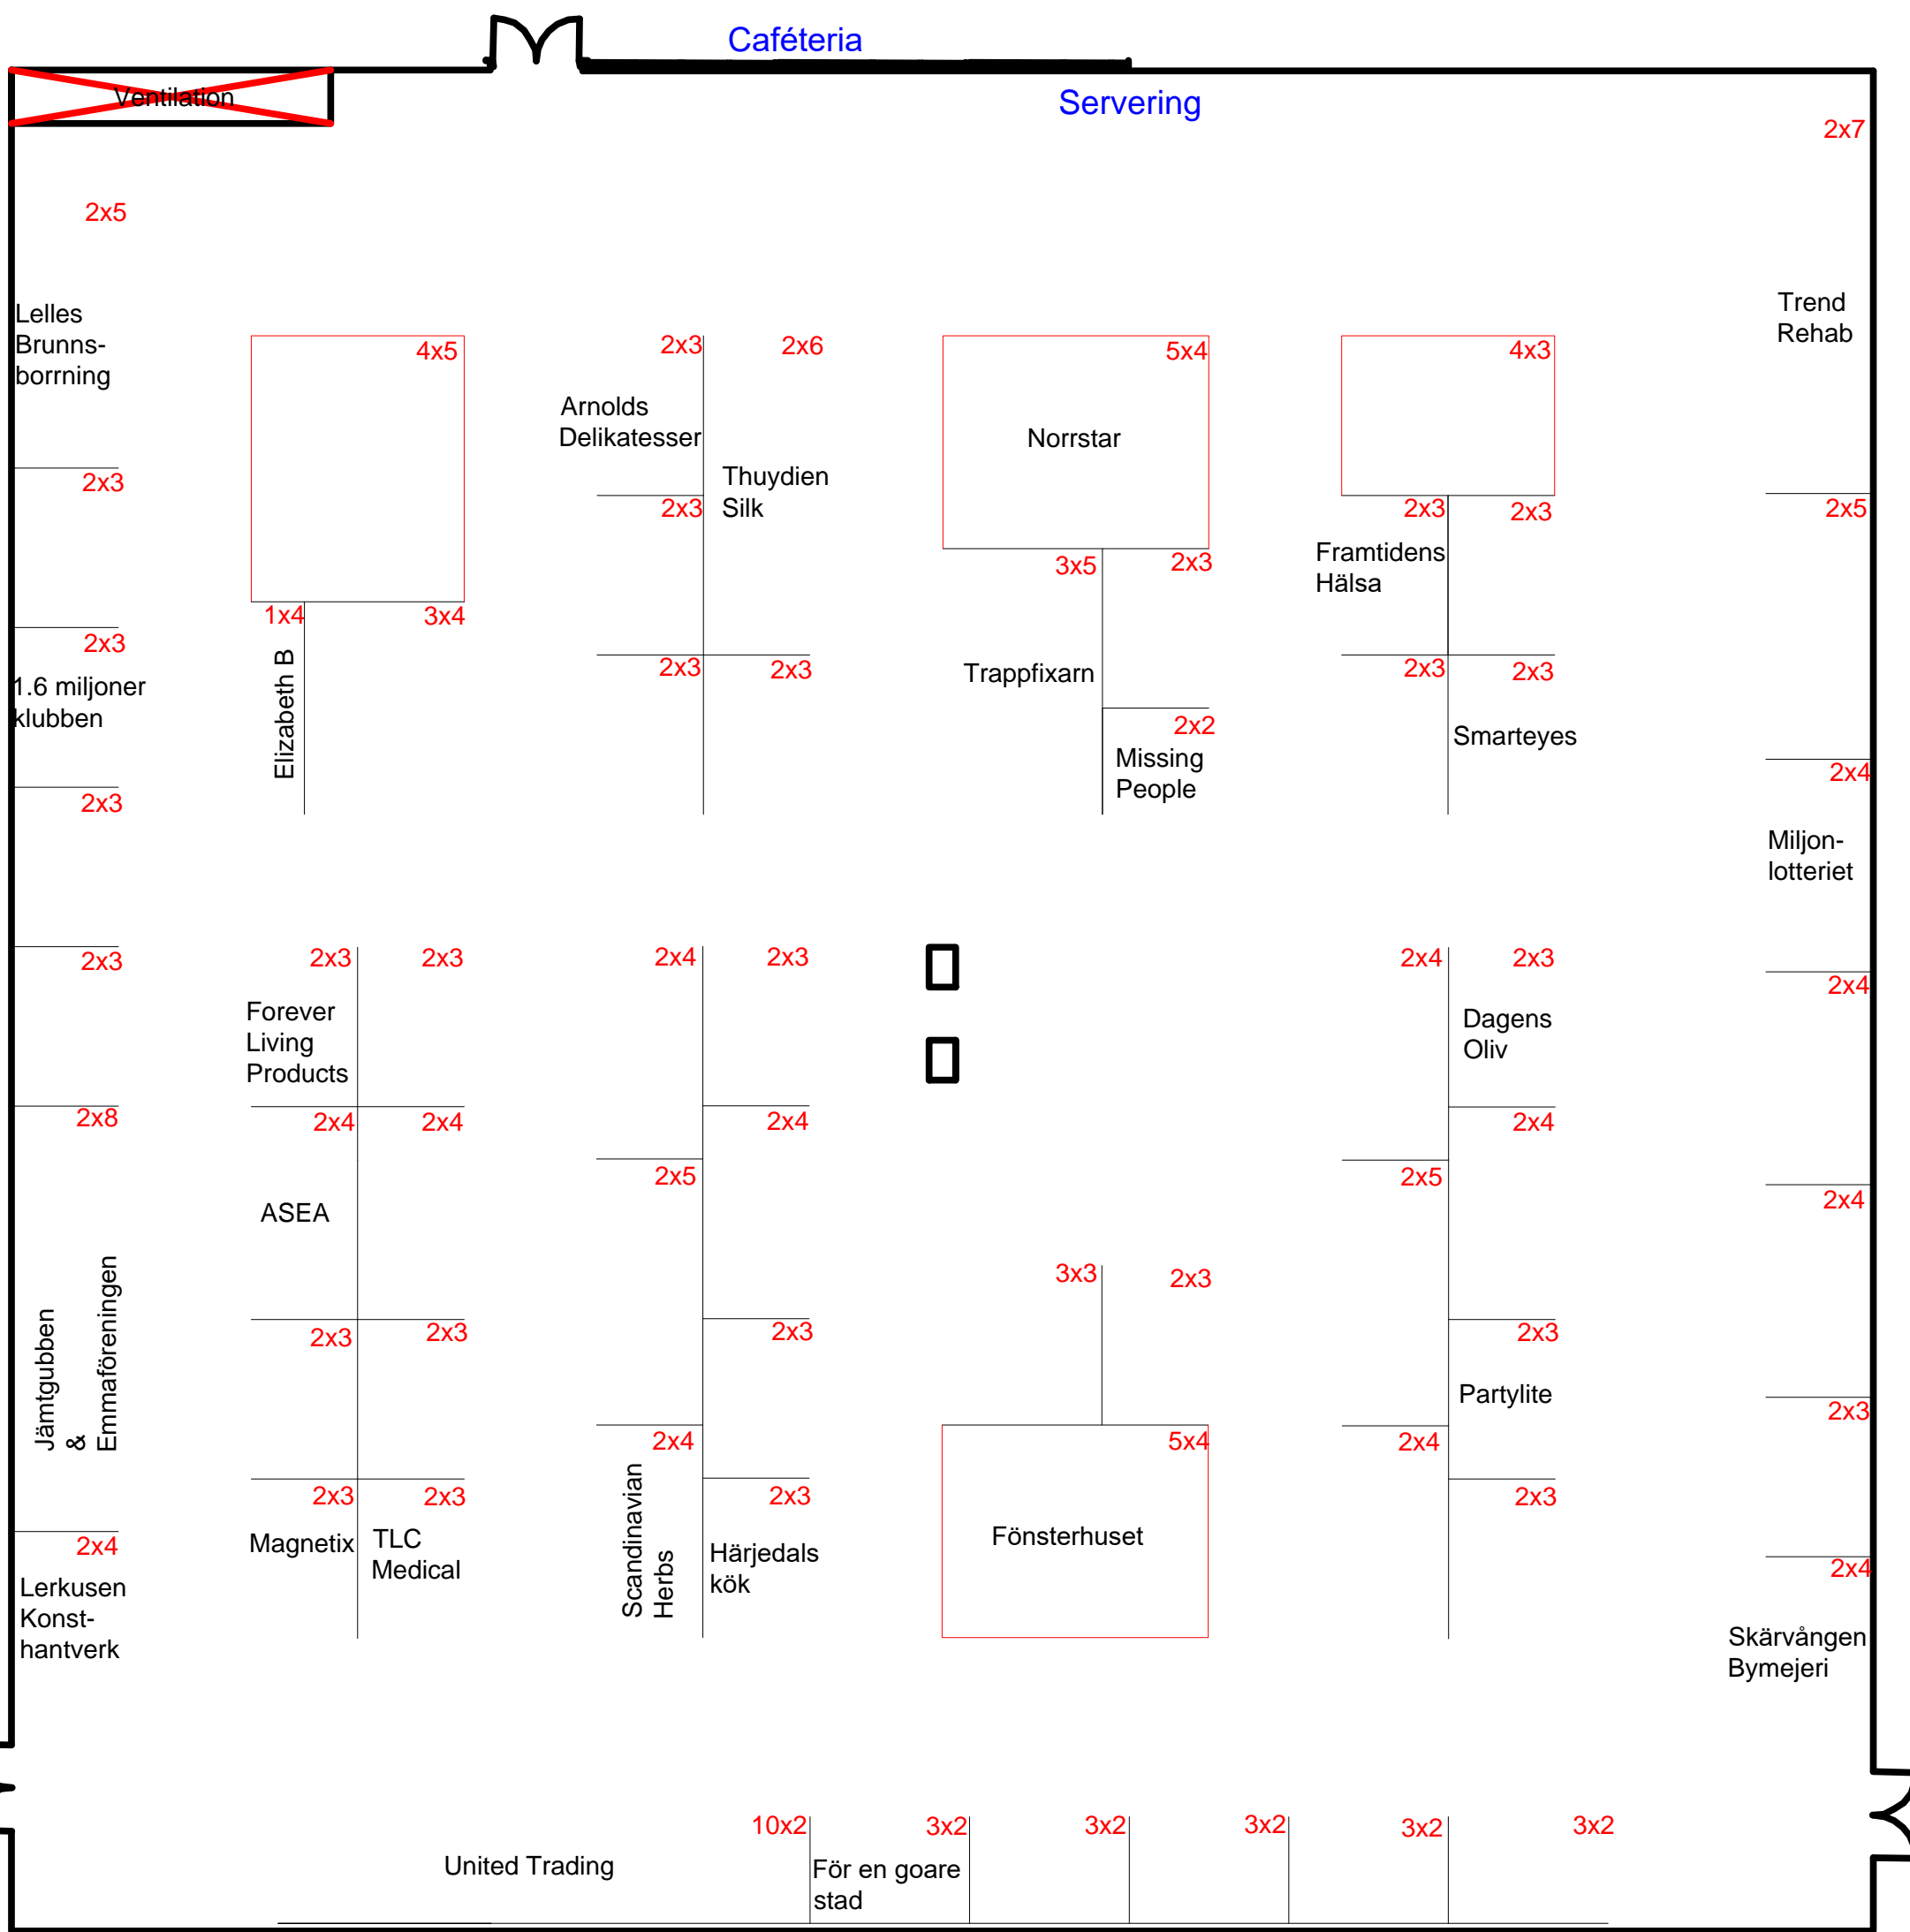 Caféteria
Ventilation
Servering
2x7
2x5
Lelles
Brunns-
borrning
Trend
Rehab
4x5
2x3
2x6
5x4
4x3
Arnolds
Delikatesser
Norrstar
Thuydien
Silk
2x3
2x3
2x3
2x3
2x5
Framtidens
Hälsa
3x5
2x3
1x4
3x4
2x3
Elizabeth B
2x3
2x3
2x3
2x3
1.6 miljoner
klubben
Trappfixarn
2x2
Smarteyes
Missing
People
2x4
2x3
Miljon-
lotteriet
2x3
2x3
2x3
2x4
2x3
2x4
2x3
2x4
Forever
Living
Products
Dagens
Oliv
2x8
2x4
2x4
2x4
2x4
2x5
2x5
2x4
ASEA
3x3
2x3
Jämtgubben
&
Emmaföreningen
2x3
2x3
2x3
2x3
Partylite
2x3
2x4
5x4
2x4
2x3
2x3
2x3
2x3
Magnetix
TLC
Medical
Scandinavian
Herbs
Härjedals
kök
Fönsterhuset
2x4
2x4
Lerkusen
Konst-
hantverk
Skärvången
Bymejeri
10x2
3x2
3x2
3x2
3x2
3x2
United Trading
För en goare
stad